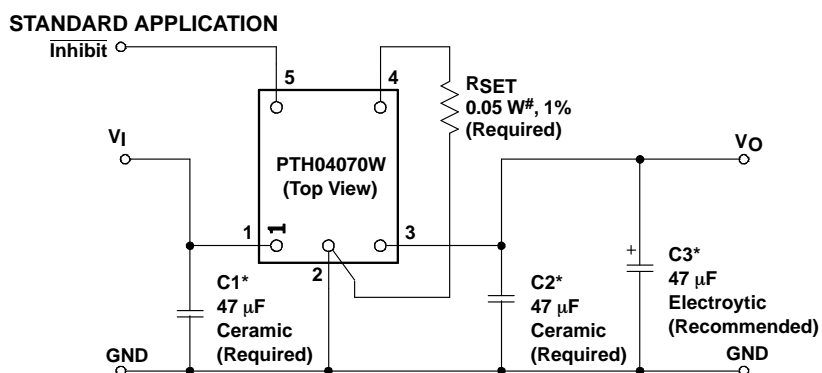 STANDARD APPLICATION
Inhibit
5
4
RSET
0.05 W#, 1%
(Required)
VI
PTH04070W
(Top View)
VO
1
1
3
2
C1*
47 μF
Ceramic
(Required)
C2*
47 μF
Ceramic
(Required)
+
C3*
47 μF
Electroytic
(Recommended)
GND
GND